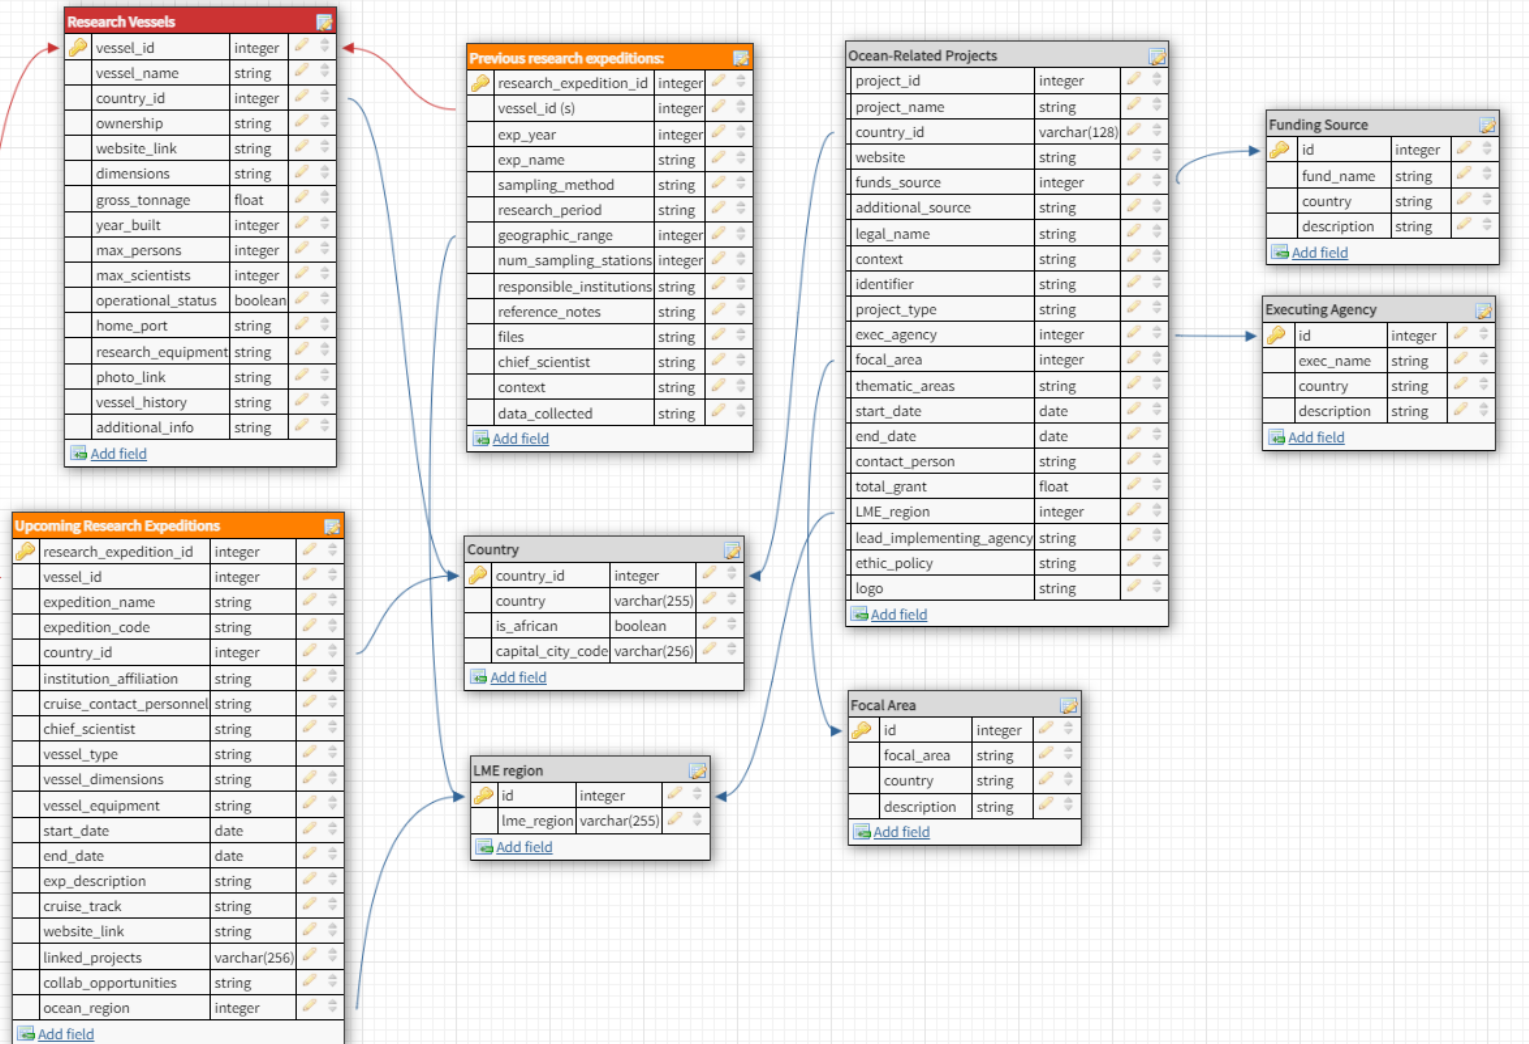 Research Vessels
vessel_id integer
vessel_name string
country_id integer
ownership string
website_link string
dimensions string
gross_tonnage float
year_built integer
max_persons integer
max_scientists integer
operational_status boolean
home_port string
research_equipment string
photo_link string
vessel_history string
additional_info string
Add field
Previous research expeditions:
research_expedition_id integer
vessel_id (s) integer
exp_year integer
exp_name string
sampling_method string
research_period string
geographic_range integer
num_sampling_stations integer
responsible_institutions string
reference_notes string
files string
chief_scientist string
context string
data_collected string
Add field
Ocean-Related Projects
project_id integer
project_name string
country_id varchar(128)
website string
funds_source integer
additional_source string
legal_name string
context string
identifier string
project_type string
exec_agency integer
focal_area integer
thematic_areas string
start_date date
end_date date
contact_person string
total_grant float
LME_region integer
lead_implementing_agency string
ethic_policy string
logo string
Add field
Funding Source
id integer
fund_name string
country string
description string
Add field
Executing Agency
id integer
exec_name string
country string
description string
Add field
Upcoming Research Expeditions
research_expedition_id integer
vessel_id integer
expedition_name string
expedition_code string
country_id integer
institution_affiliation string
cruise_contact_personnel string
chief_scientist string
vessel_type string
vessel_dimensions string
vessel_equipment string
start_date date
end_date date
exp_description string
cruise_track string
website_link string
linked_projects varchar(256)
collab_opportunities string
ocean_region integer
Add field
Country
country_id integer
country varchar(255)
is_african boolean
capital_city_code varchar(256)
Add field
LME region
id integer
lme_region varchar(255)
Add field
Focal Area
id integer
focal_area string
country string
description string
Add field